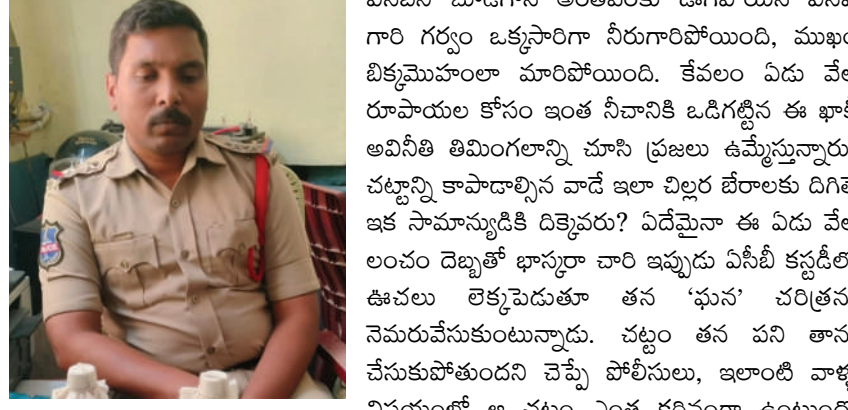 గారి గర్వం ఒక్కసారిగా నీరుగారిపోయింది, ముఖం
బిక్కమొహంలా మారిపోయింది. కేవలం ఏడు వేల
రూపాయల కోసం ఇంత నీచానికి ఒడిగట్టిన ఈ ఖాకీ
అవినీతి తిమింగలాన్ని చూసి ప్రజలు ఉమ్మేస్తున్నారు
చట్టాన్ని కాపాడాల్సిన వాడే ఇలా చిల్లర బేరాలకు దిగితే
ఇక సామాన్యుడికి దిక్కెవరు? ఏదేమైనా ఈ ఏడు వేల
లంచం దెబ్బతో భాస్కరా చారి ఇప్పుడు ఏసీబీ కస్టడీలో
ఊచలు లెక్కపెడుతూ తన ‘ఘన’ చరిత్రను
నెమరువేసుకుంటున్నాడు. చట్టం తన పని తాను
చేసుకుపోతుందని చెప్పే పోలీసులు, ఇలాంటి వాళ్ళ